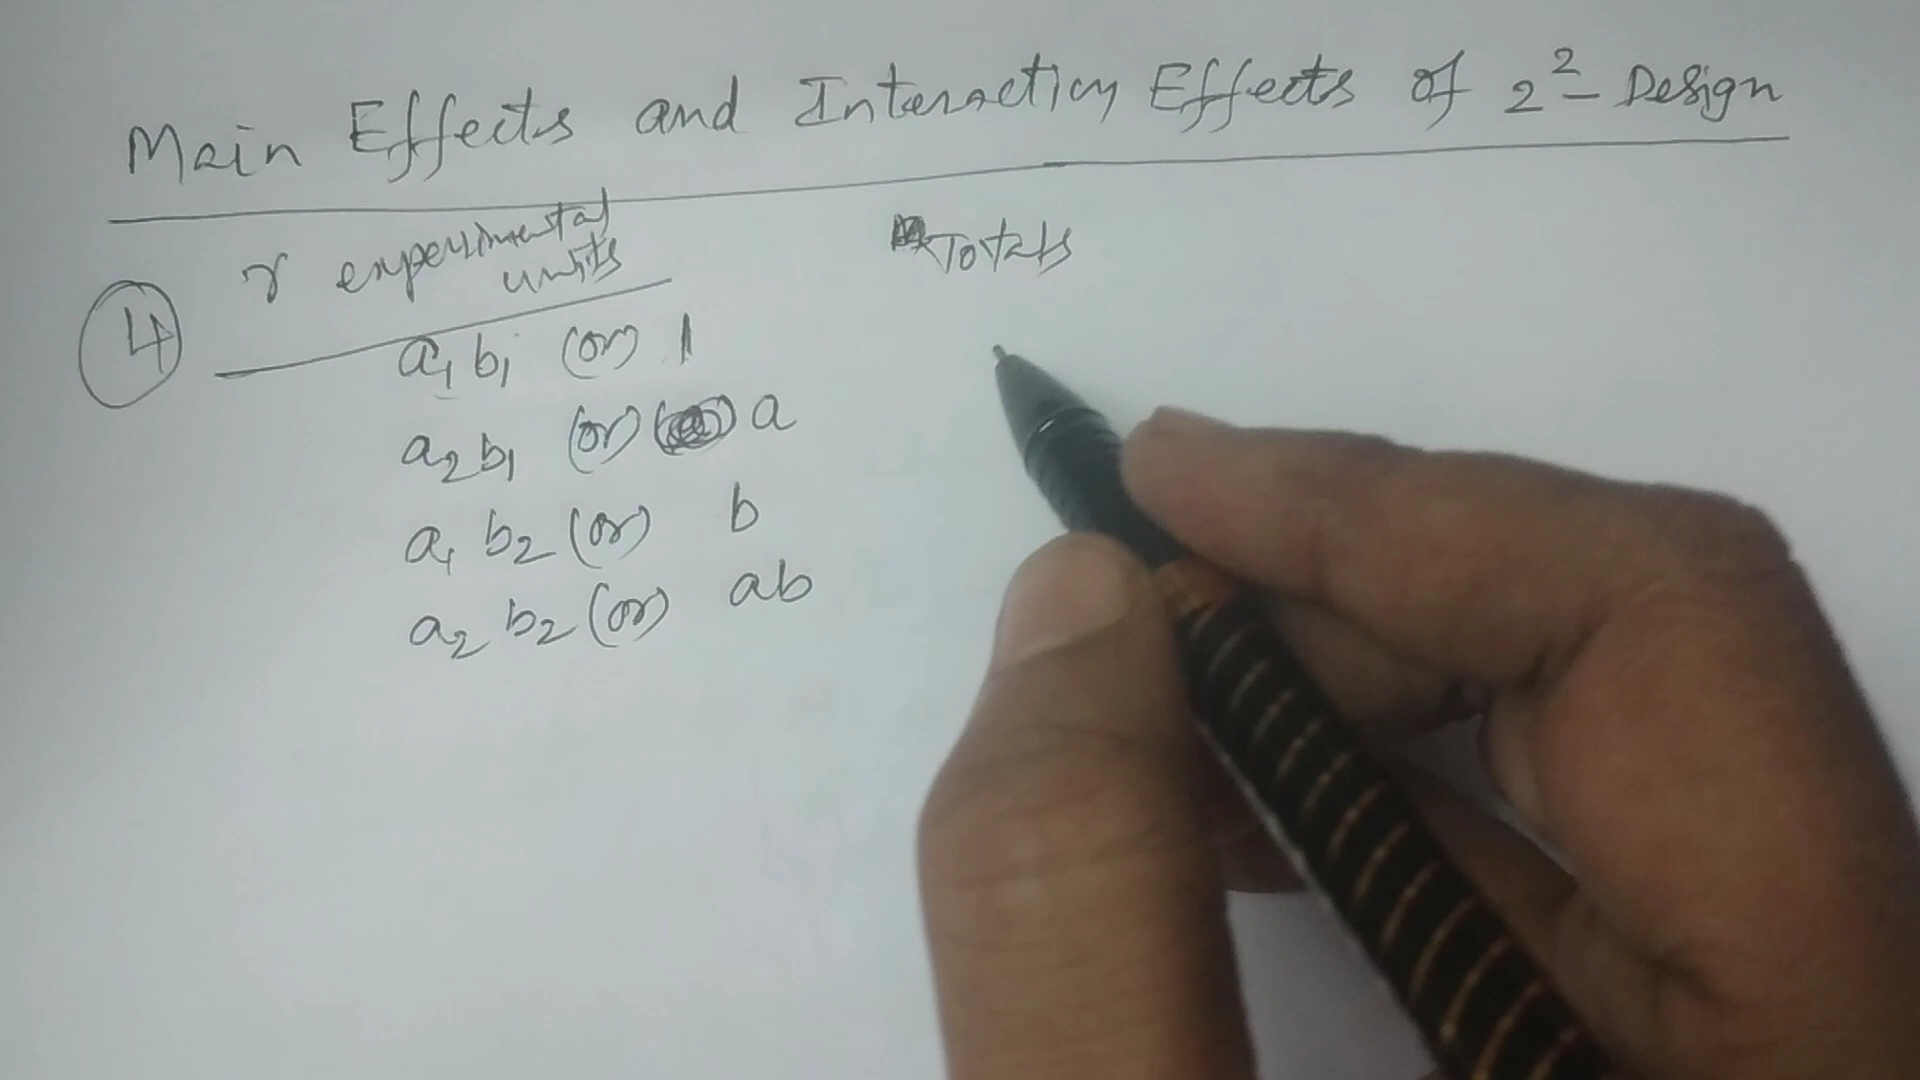 Main Effects and Interaction Effects of 2² - Design
r experimental units
Totals
4
a₁ b₁ (or) 1
a₂ b₁ (or) a
a₁ b₂ (or) b
a₂ b₂ (or) ab